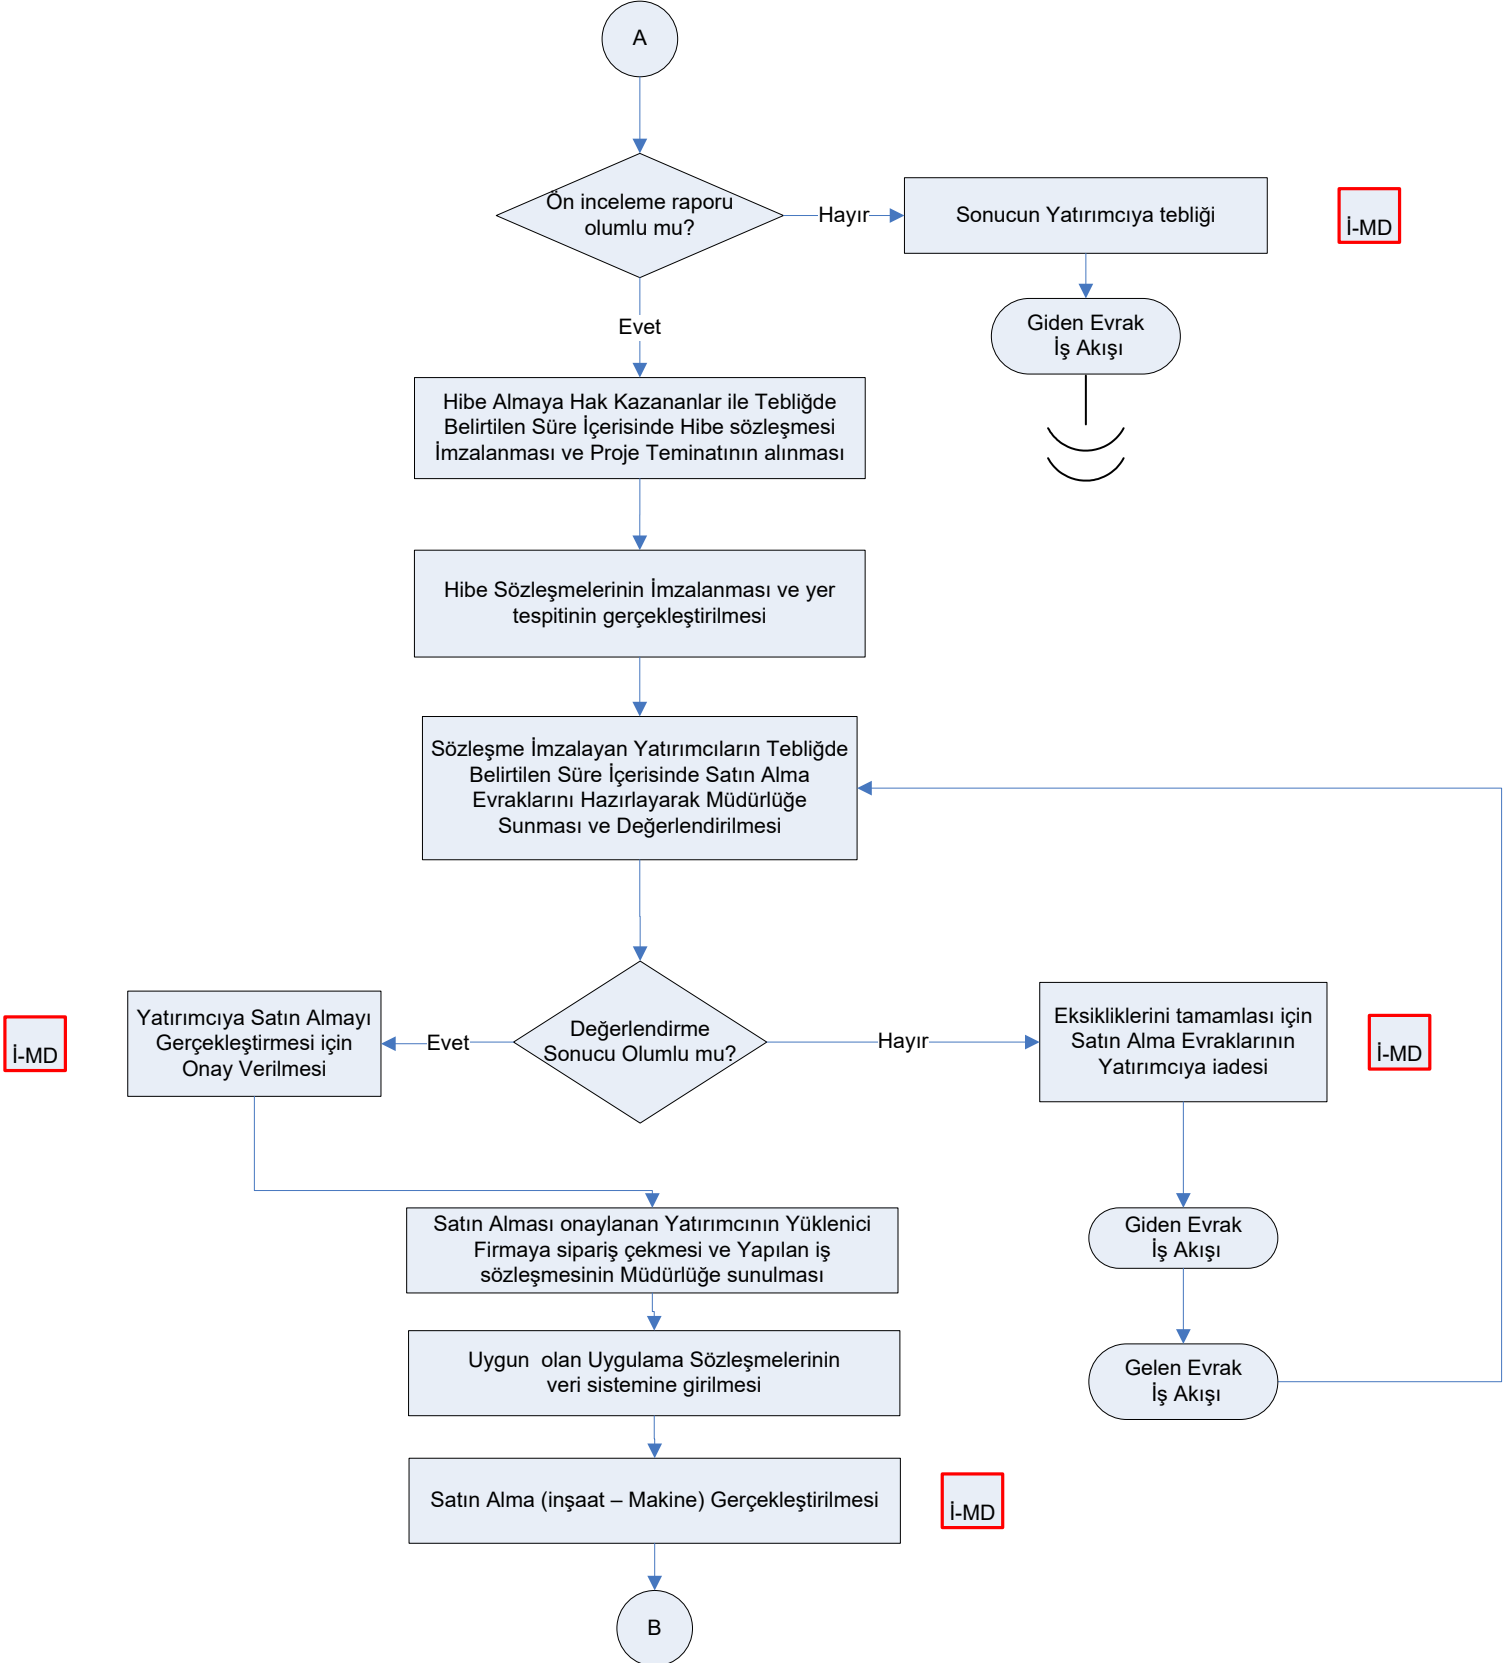 A
Ön inceleme raporu
olumlu mu?
Hayır
Sonucun Yatırımcıya tebliği
İ-MD
Evet
Giden Evrak
İş Akışı
Hibe Almaya Hak Kazananlar ile Tebliğde
Belirtilen Süre İçerisinde Hibe sözleşmesi
İmzalanması ve Proje Teminatının alınması
Hibe Sözleşmelerinin İmzalanması ve yer
tespitinin gerçekleştirilmesi
Sözleşme İmzalayan Yatırımcıların Tebliğde
Belirtilen Süre İçerisinde Satın Alma
Evraklarını Hazırlayarak Müdürlüğe
Sunması ve Değerlendirilmesi
İ-MD
Yatırımcıya Satın Almayı
Gerçekleştirmesi için
Onay Verilmesi
Evet
Değerlendirme
Sonucu Olumlu mu?
Hayır
Eksikliklerini tamamlası için
Satın Alma Evraklarının
Yatırımcıya iadesi
İ-MD
Satın Alması onaylanan Yatırımcının Yüklenici
Firmaya sipariş çekmesi ve Yapılan iş
sözleşmesinin Müdürlüğe sunulması
Giden Evrak
İş Akışı
Uygun  olan Uygulama Sözleşmelerinin
veri sistemine girilmesi
Gelen Evrak
İş Akışı
Satın Alma (inşaat – Makine) Gerçekleştirilmesi
İ-MD
B